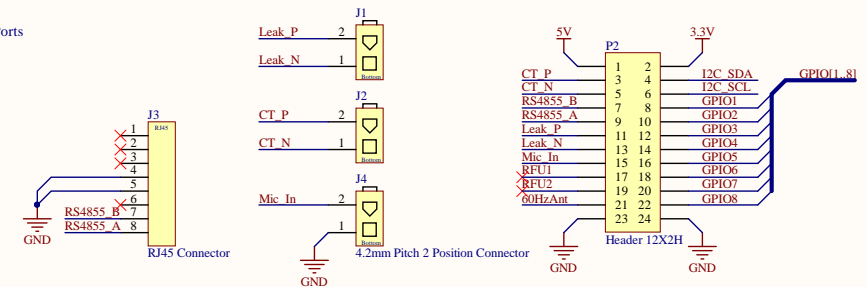 orts
J3
RJ45
1
2
3
4
5
6
RS4855_B 7
RS4855_A 8
GND
RJ45 Connector
J1
Leak_P 2
Leak_N 1
Bottom
J2
CT_P 2
CT_N 1
Bottom
J4
Mic_In 2
1
Bottom
GND
4.2mm Pitch 2 Position Connector
5V 3.3V
P2
1 2
CT_P 3 4 I2C_SDA
CT_N 5 6 I2C_SCL
RS4855_B 7 8 GPIO1
RS4855_A 9 10 GPIO2
Leak_P 11 12 GPIO3
Leak_N 13 14 GPIO4
Mic_In 15 16 GPIO5
RFU1 17 18 GPIO6
RFU2 19 20 GPIO7
60HzAnt 21 22 GPIO8
23 24
GPIO[1..8]
Header 12X2H
GND GND